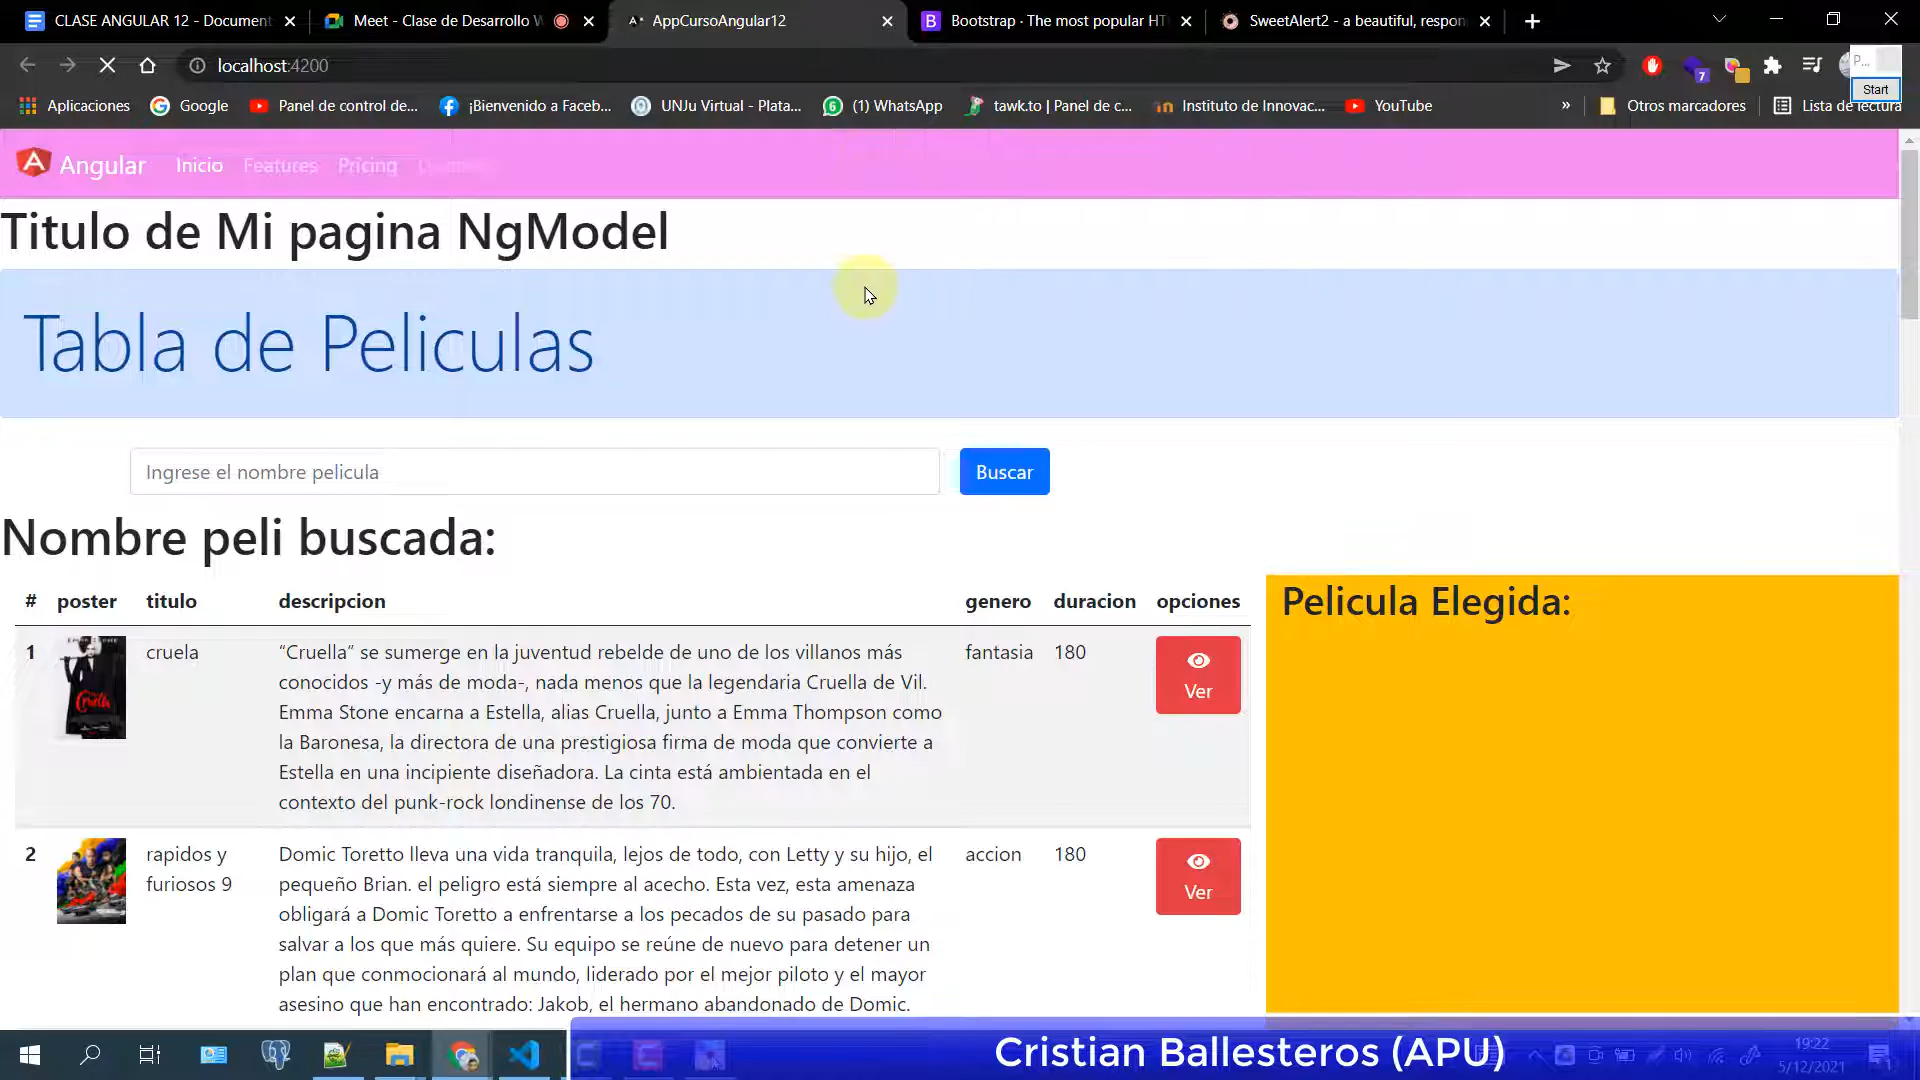 CLASE ANGULAR 12 - Document
Meet - Clase de Desarrollo W
AppCursoAngular12
Bootstrap · The most popular HT
SweetAlert2 - a beautiful, respon
localhost:4200
7
P...
Start
Aplicaciones
Google
Panel de control de...
¡Bienvenido a Faceb...
UNJu Virtual - Plata...
(1) WhatsApp
tawk.to | Panel de c...
Instituto de Innovac...
YouTube
»
Otros marcadores
Lista de lectura
Angular
Inicio
Features
Pricing
Titulo de Mi pagina NgModel
Tabla de Peliculas
Ingrese el nombre pelicula
Buscar
Nombre peli buscada:
# poster titulo descripcion genero duracion opciones
Pelicula Elegida:
1 cruela
“Cruella” se sumerge en la juventud rebelde de uno de los villanos más
conocidos -y más de moda-, nada menos que la legendaria Cruella de Vil.
Emma Stone encarna a Estella, alias Cruella, junto a Emma Thompson como
la Baronesa, la directora de una prestigiosa firma de moda que convierte a
Estella en una incipiente diseñadora. La cinta está ambientada en el
contexto del punk-rock londinense de los 70.
fantasia 180
Ver
2 rapidos y
furiosos 9
Domic Toretto lleva una vida tranquila, lejos de todo, con Letty y su hijo, el
pequeño Brian. el peligro está siempre al acecho. Esta vez, esta amenaza
obligará a Domic Toretto a enfrentarse a los pecados de su pasado para
salvar a los que más quiere. Su equipo se reúne de nuevo para detener un
plan que conmocionará al mundo, liderado por el mejor piloto y el mayor
asesino que han encontrado: Jakob, el hermano abandonado de Domic.
accion 180
Ver
Cristian Ballesteros (APU)
19:22
5/12/2021